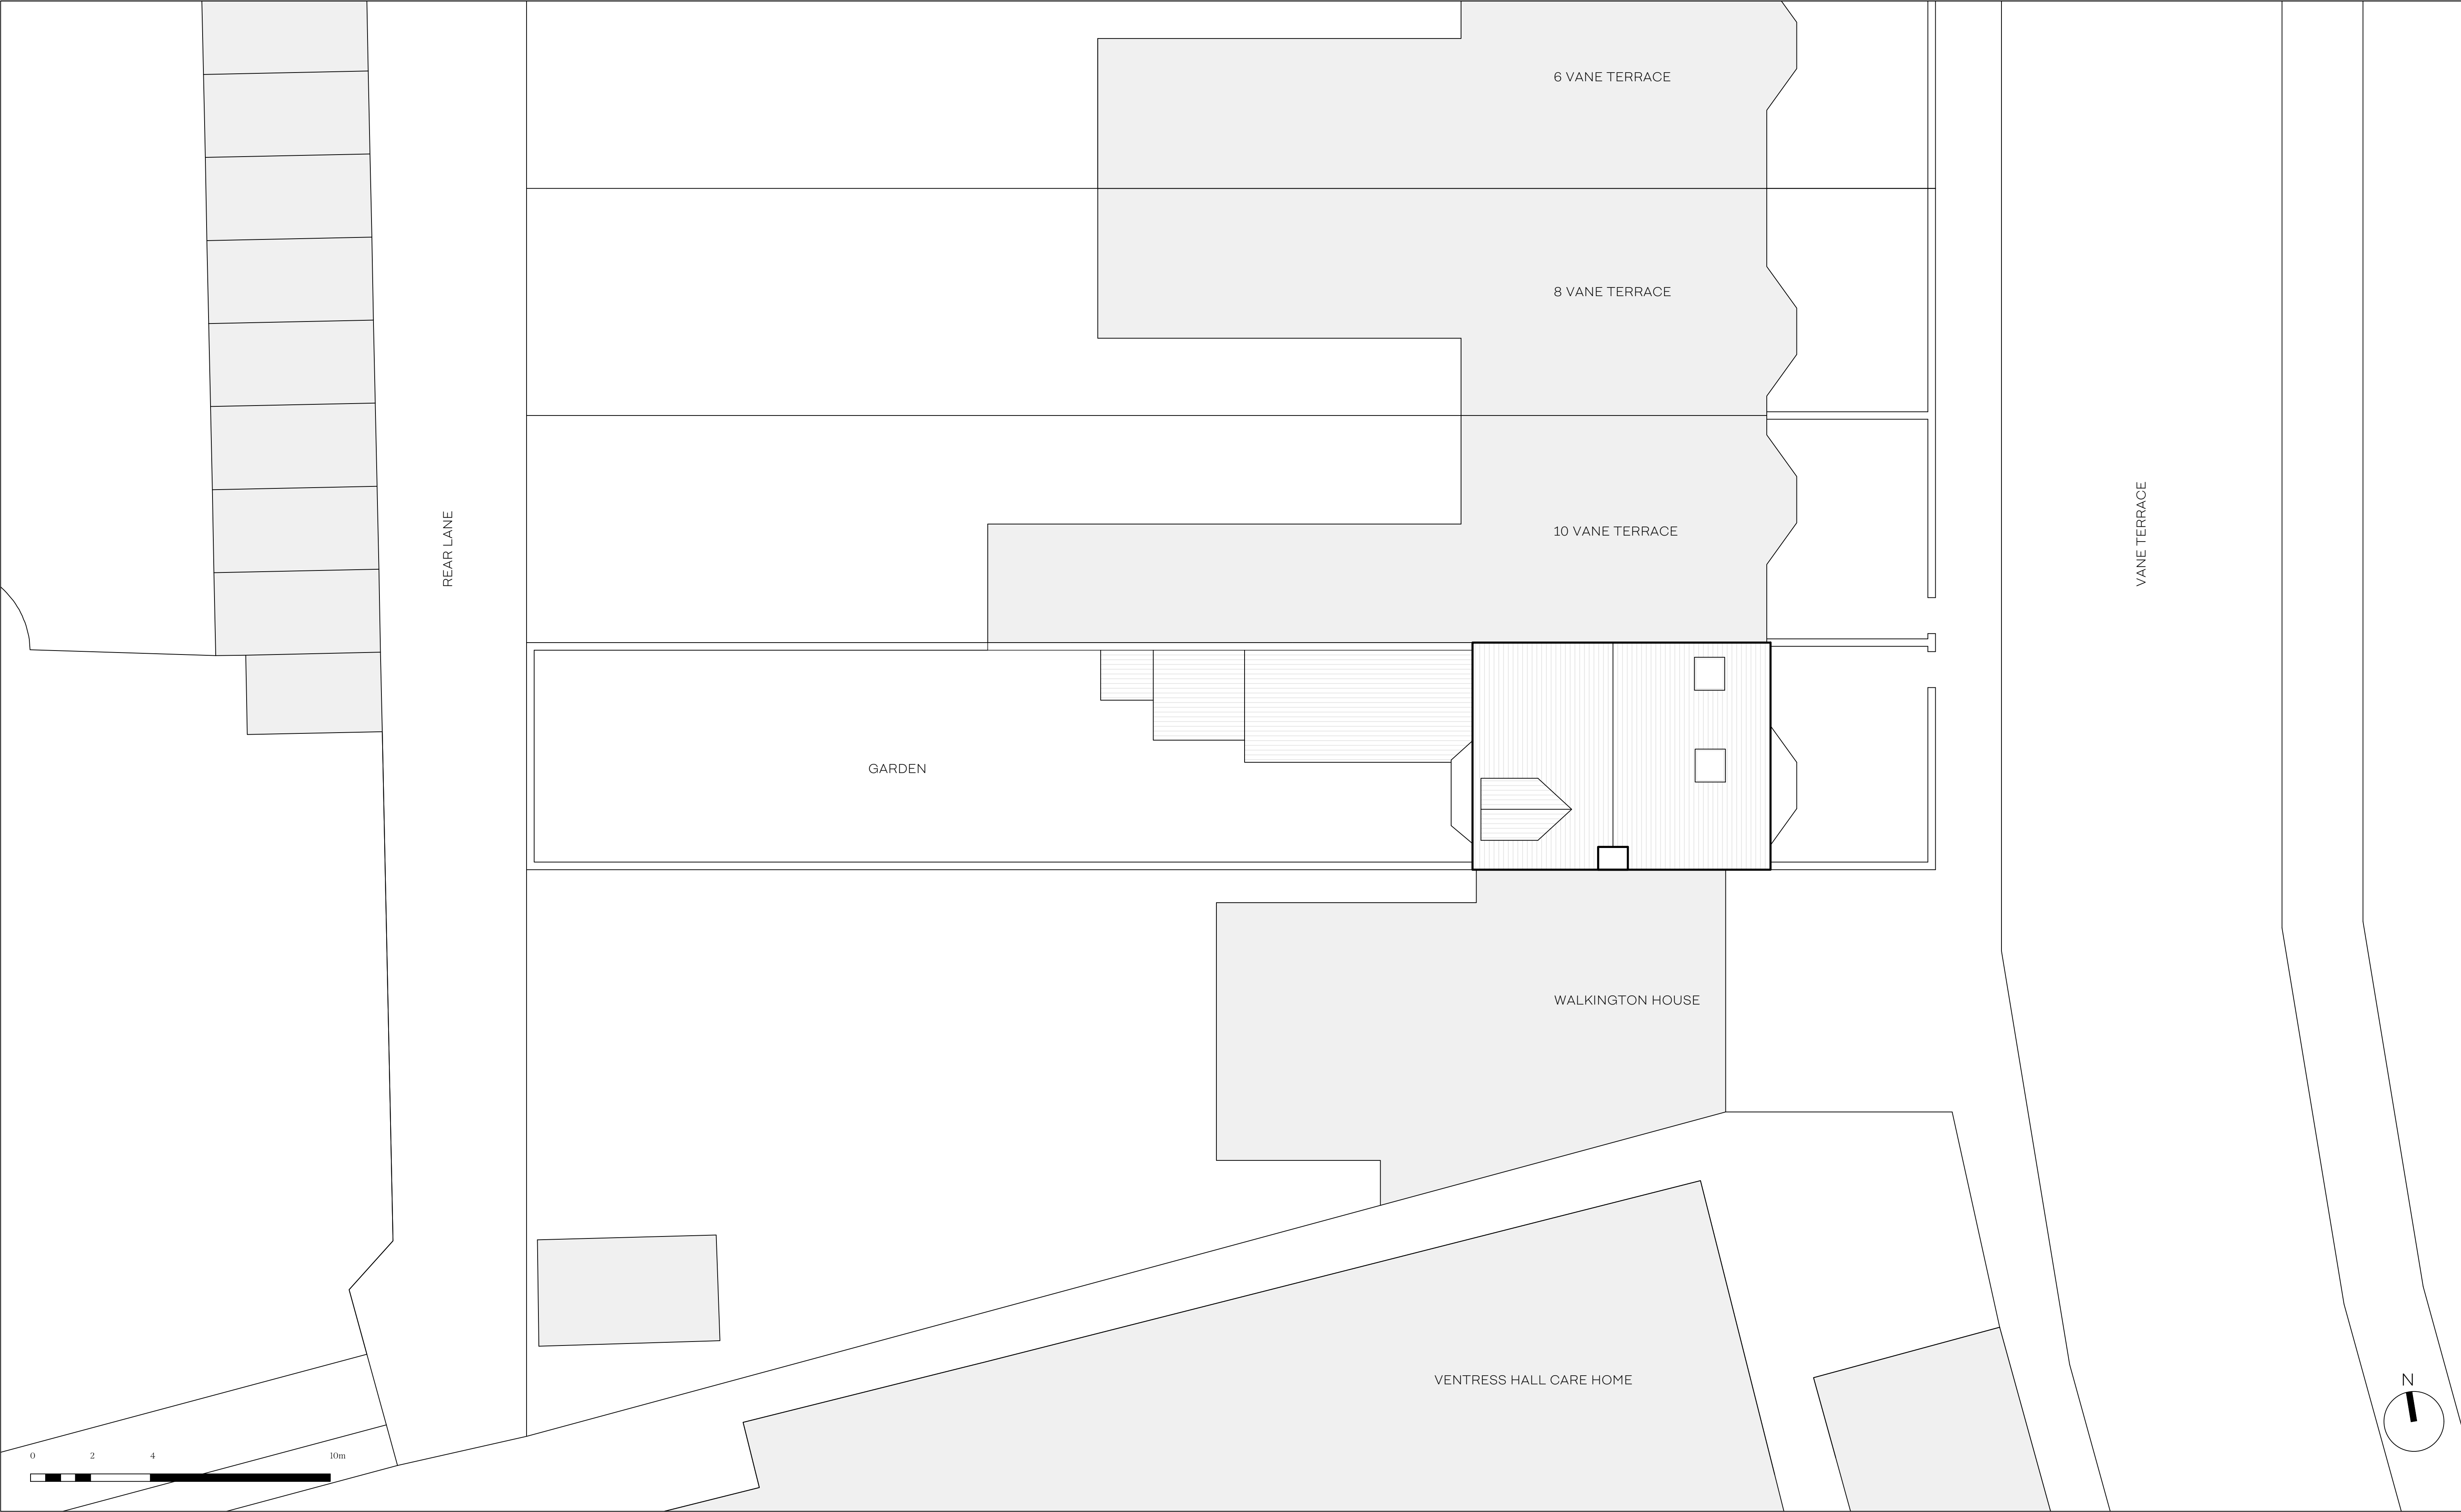 6 VANE TERRACE
8 VANE TERRACE
VANE TERRACE
REAR LANE
10 VANE TERRACE
GARDEN
WALKINGTON HOUSE
VENTRESS HALL CARE HOME
N
0 2 4 10m